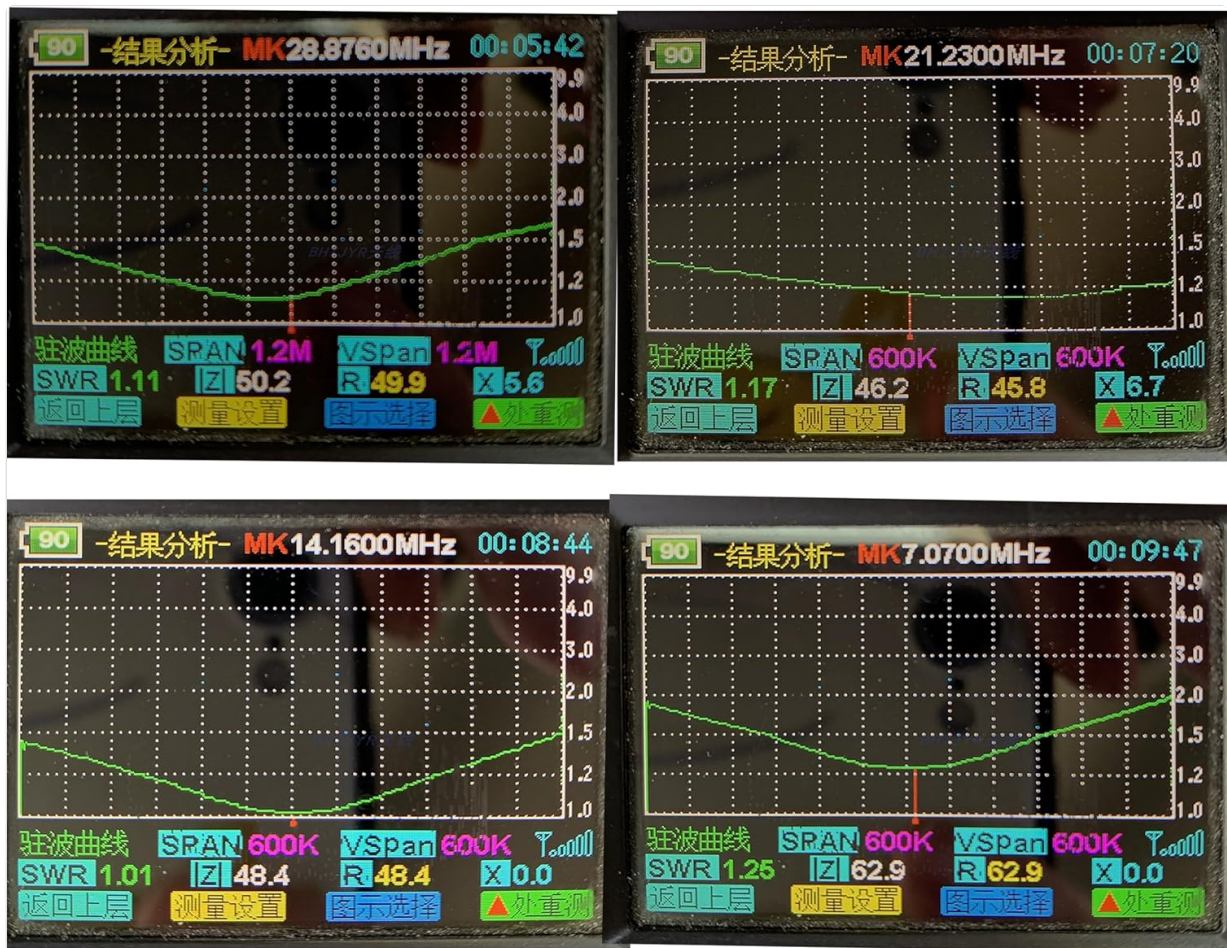 90 -结果分析- MK28.8760MHz 00:05:42
9.9
4.0
3.0
2.0
1.5
1.2
1.0
驻波曲线 SPAN 1.2M VSpan 1.2M
SWR 1.11 |Z| 50.2 R 49.9 X 5.6
返回上层 测量设置 图示选择 ▲处重测
90 -结果分析- MK21.2300MHz 00:07:20
9.9
4.0
3.0
2.0
1.5
1.2
1.0
驻波曲线 SPAN 600K VSpan 600K
SWR 1.17 |Z| 46.2 R 45.8 X 6.7
返回上层 测量设置 图示选择 ▲处重测
90 -结果分析- MK14.1600MHz 00:08:44
9.9
4.0
3.0
2.0
1.5
1.2
1.0
驻波曲线 SPAN 600K VSpan 600K
SWR 1.01 |Z| 48.4 R 48.4 X 0.0
返回上层 测量设置 图示选择 ▲处重测
90 -结果分析- MK7.0700MHz 00:09:47
9.9
4.0
3.0
2.0
1.5
1.2
1.0
驻波曲线 SPAN 600K VSpan 600K
SWR 1.25 |Z| 62.9 R 62.9 X 0.0
返回上层 测量设置 图示选择 ▲处重测